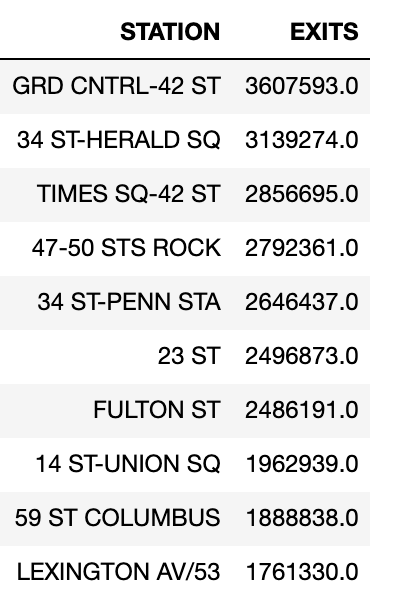 STATION EXITS
GRD CNTRL-42 ST 3607593.0
34 ST-HERALD SQ 3139274.0
TIMES SQ-42 ST 2856695.0
47-50 STS ROCK 2792361.0
34 ST-PENN STA 2646437.0
23 ST 2496873.0
FULTON ST 2486191.0
14 ST-UNION SQ 1962939.0
59 ST COLUMBUS 1888838.0
LEXINGTON AV/53 1761330.0